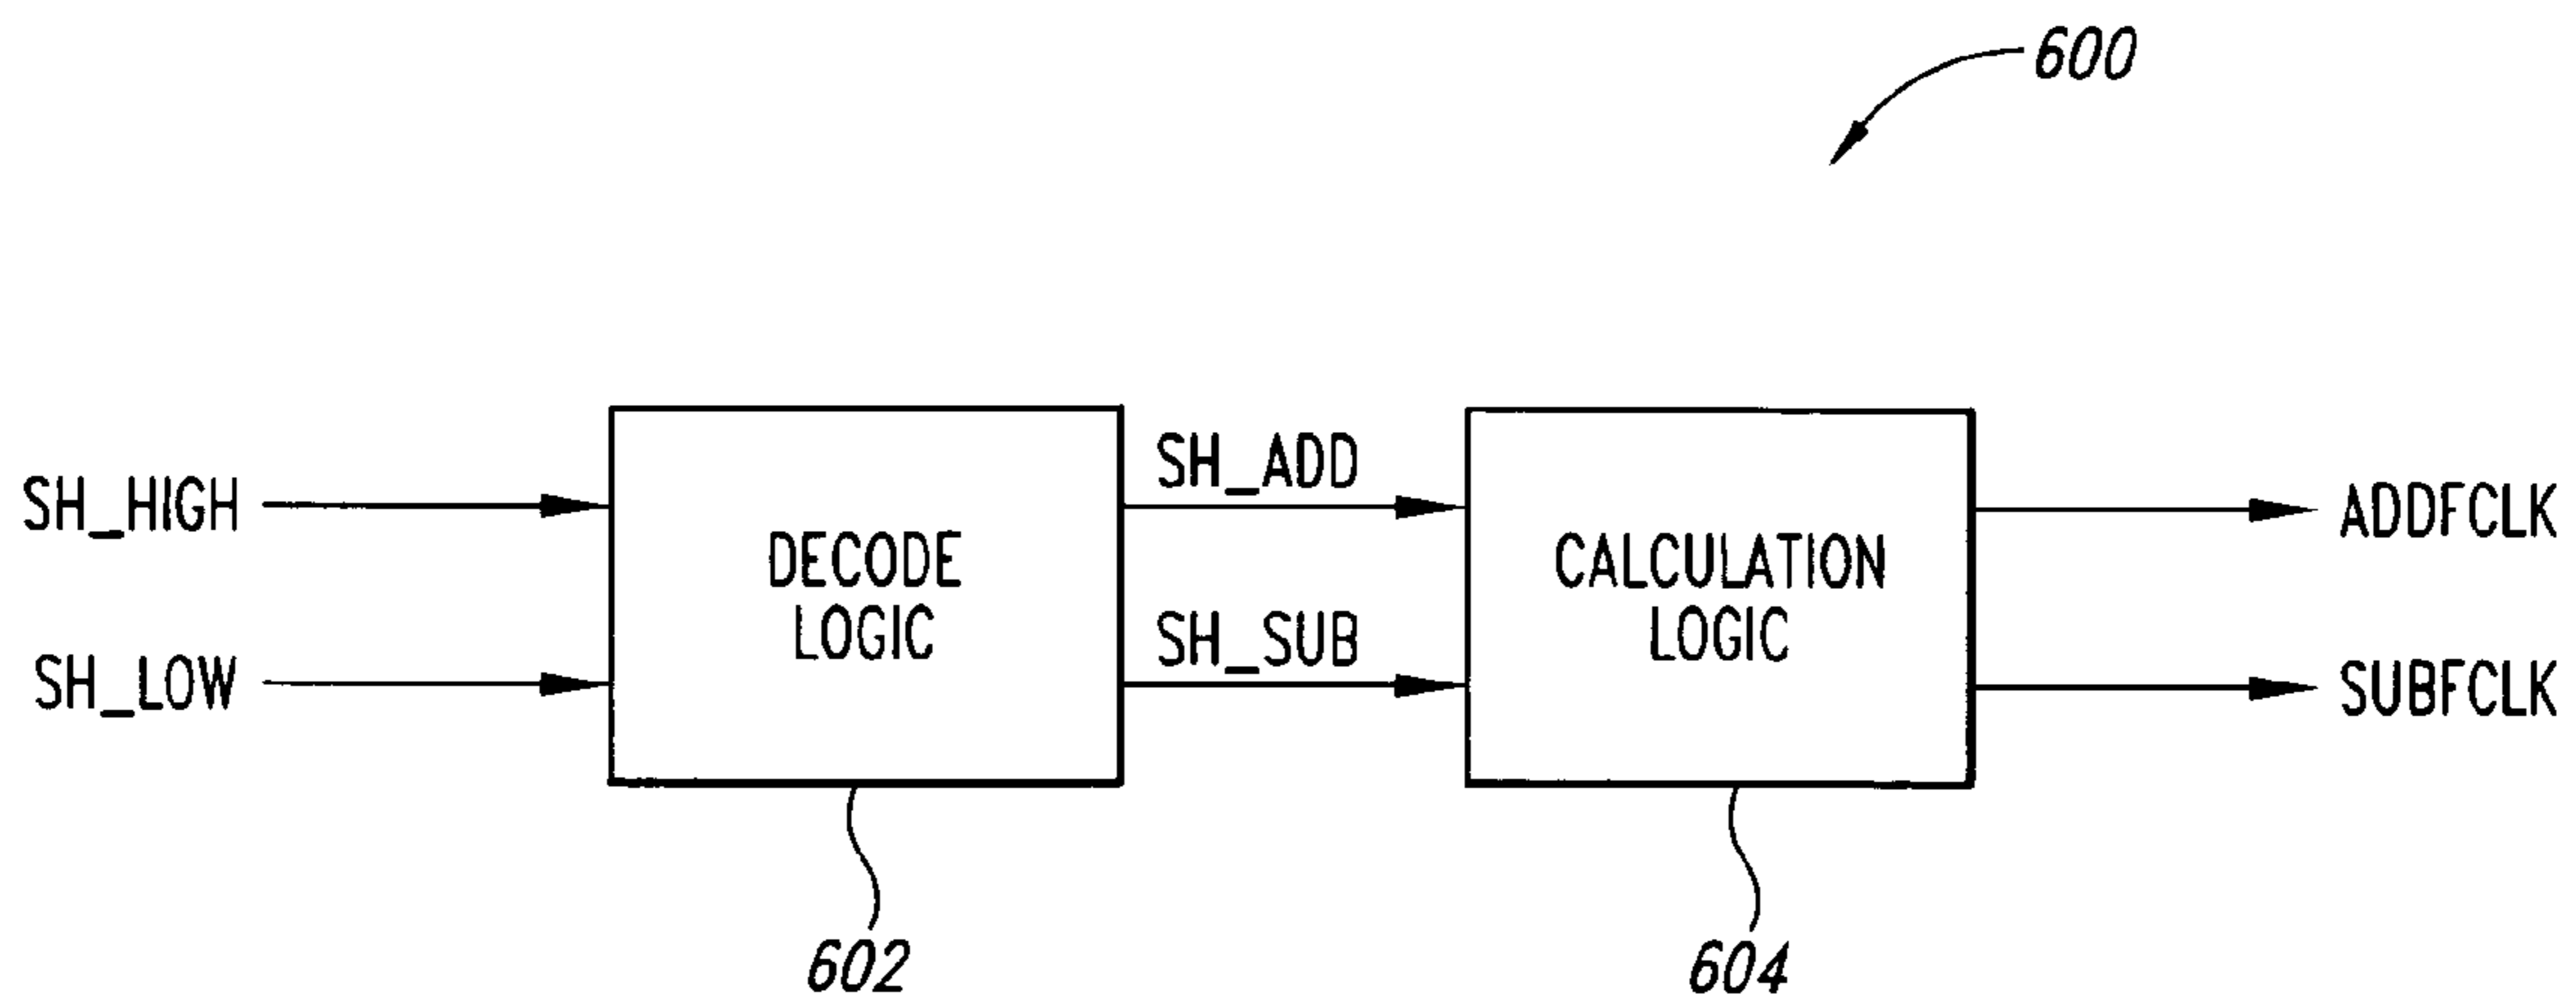 600
SH_HIGH
SH_LOW
DECODE
LOGIC
602
SH_ADD
SH_SUB
CALCULATION
LOGIC
604
ADDFCLK
SUBFCLK